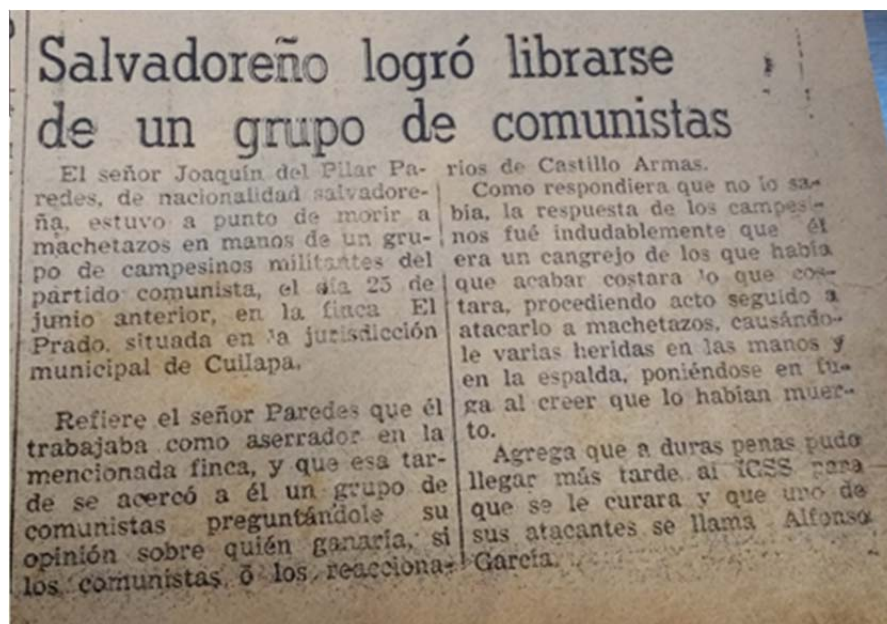 Salvadoreño logró librarse
de un grupo de comunistas
El señor Joaquín del Pilar Pa-
redes, de nacionalidad salvadore-
ña, estuvo a punto de morir a
machetazos en manos de un gru-
po de campesinos militantes del
partido comunista, el día 25 de
junio anterior, en la finca El
Prado, situada en la jurisdicción
municipal de Cuilapa.
Refiere el señor Paredes que él
trabajaba como aserrador en la
mencionada finca, y que esa tar-
de se acercó a él un grupo de
comunistas preguntándole su
opinión sobre quién ganaría, si
los comunistas o los recciona-
rios de Castillo Armas.
Como respondiera que no lo sa-
bía, la respuesta de los campesi-
nos fué indudablemente que él
era un cangrejo de los que había
que acabar costara lo que cos-
tara, procediendo acto seguido a
atacarlo a machetazos, causándo-
le varias heridas en las manos y
en la espalda, poniéndose en fu-
ga al creer que lo habían muer-
to.
Agrega que a duras penas pudo
llegar más tarde al IGSS para
que se le curara y que uno de
sus atacantes se llama Alfonso
García.